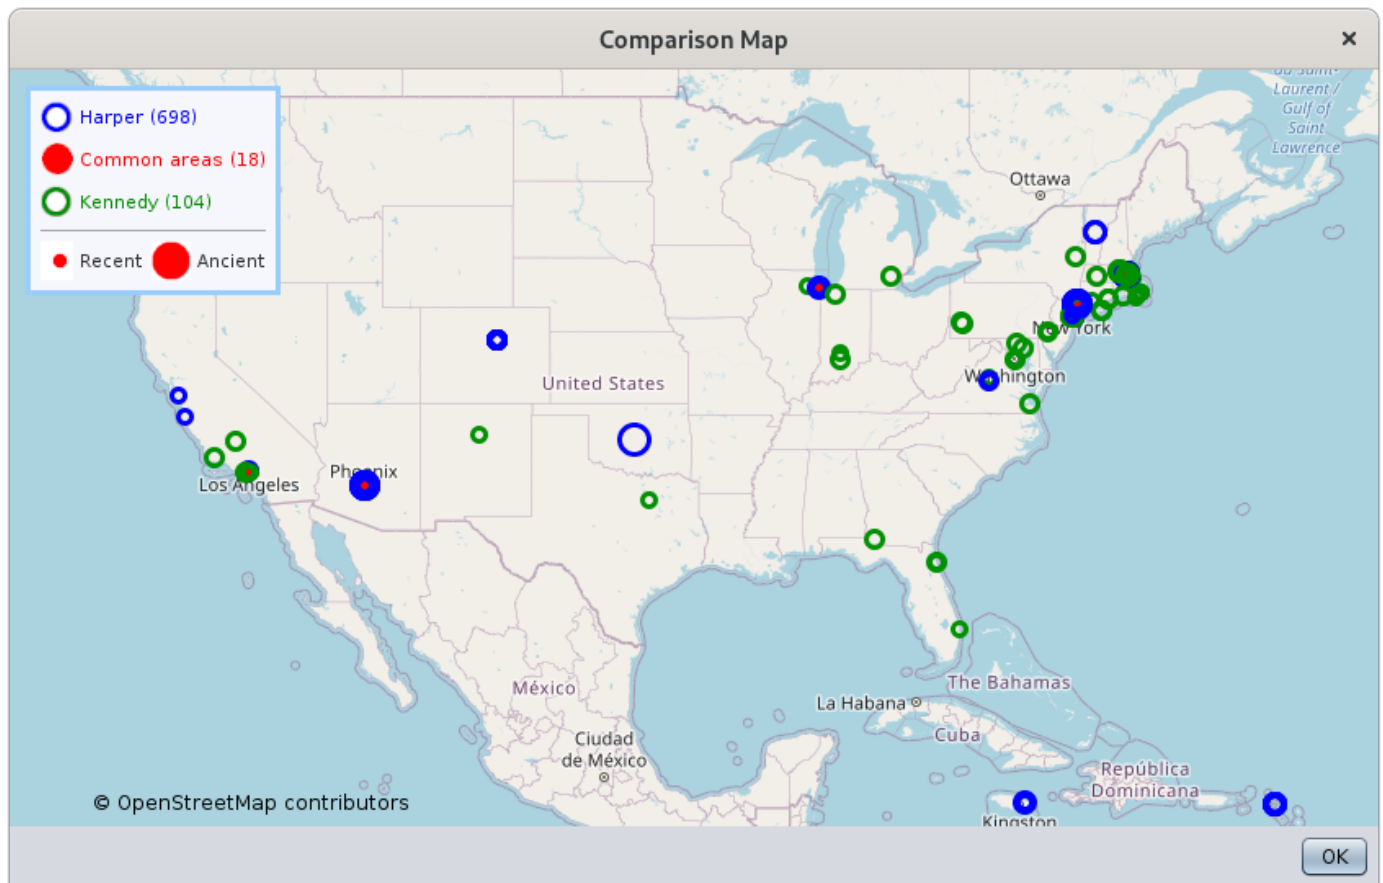 Comparison Map
Harper (698)
Common areas (18)
Kennedy (104)
Recent
Ancient
Laurent /
Gulf of
Saint
Lawrence
Ottawa
New York
Washington
United States
Phoenix
Los Angeles
México
La Habana
The Bahamas
Cuba
Ciudad
de México
República
Dominicana
Kingston
© OpenStreetMap contributors
OK